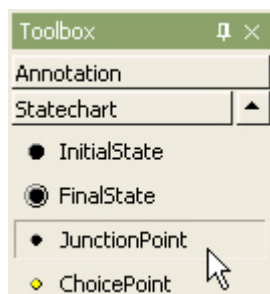 Toolbox
Annotation
Statechart
InitialState
FinalState
JunctionPoint
ChoicePoint